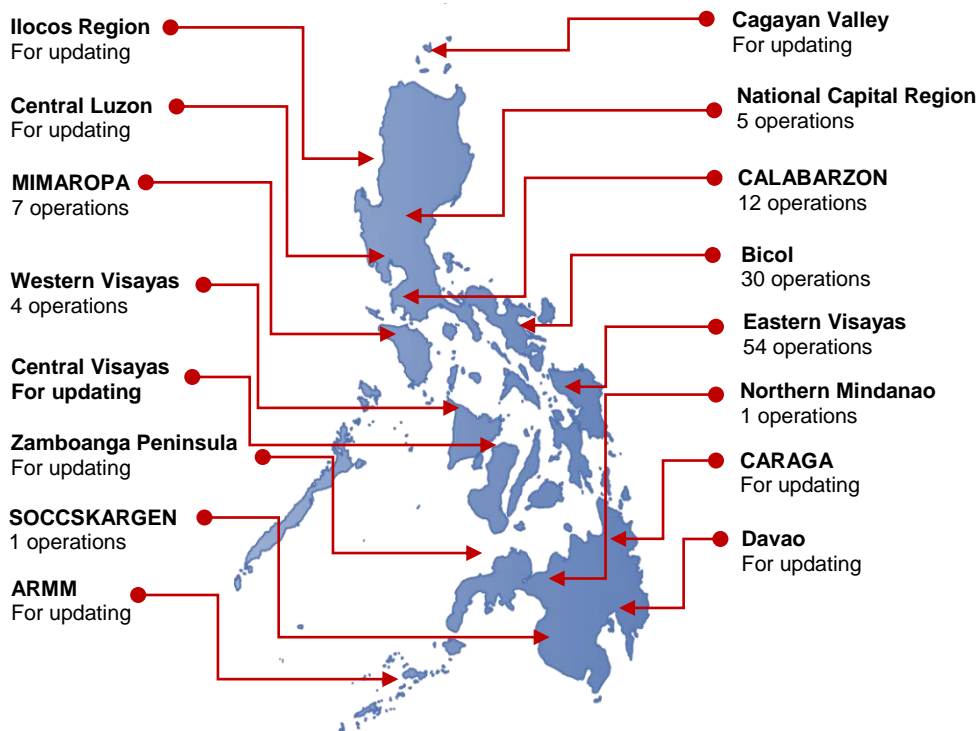 Ilocos Region
For updating
Central Luzon
For updating
MIMAROPA
7 operations
Western Visayas
4 operations
Central Visayas
For updating
Zamboanga Peninsula
For updating
SOCCSKARGEN
1 operations
ARMM
For updating
Cagayan Valley
For updating
National Capital Region
5 operations
CALABARZON
12 operations
Bicol
30 operations
Eastern Visayas
54 operations
Northern Mindanao
1 operations
CARAGA
For updating
Davao
For updating